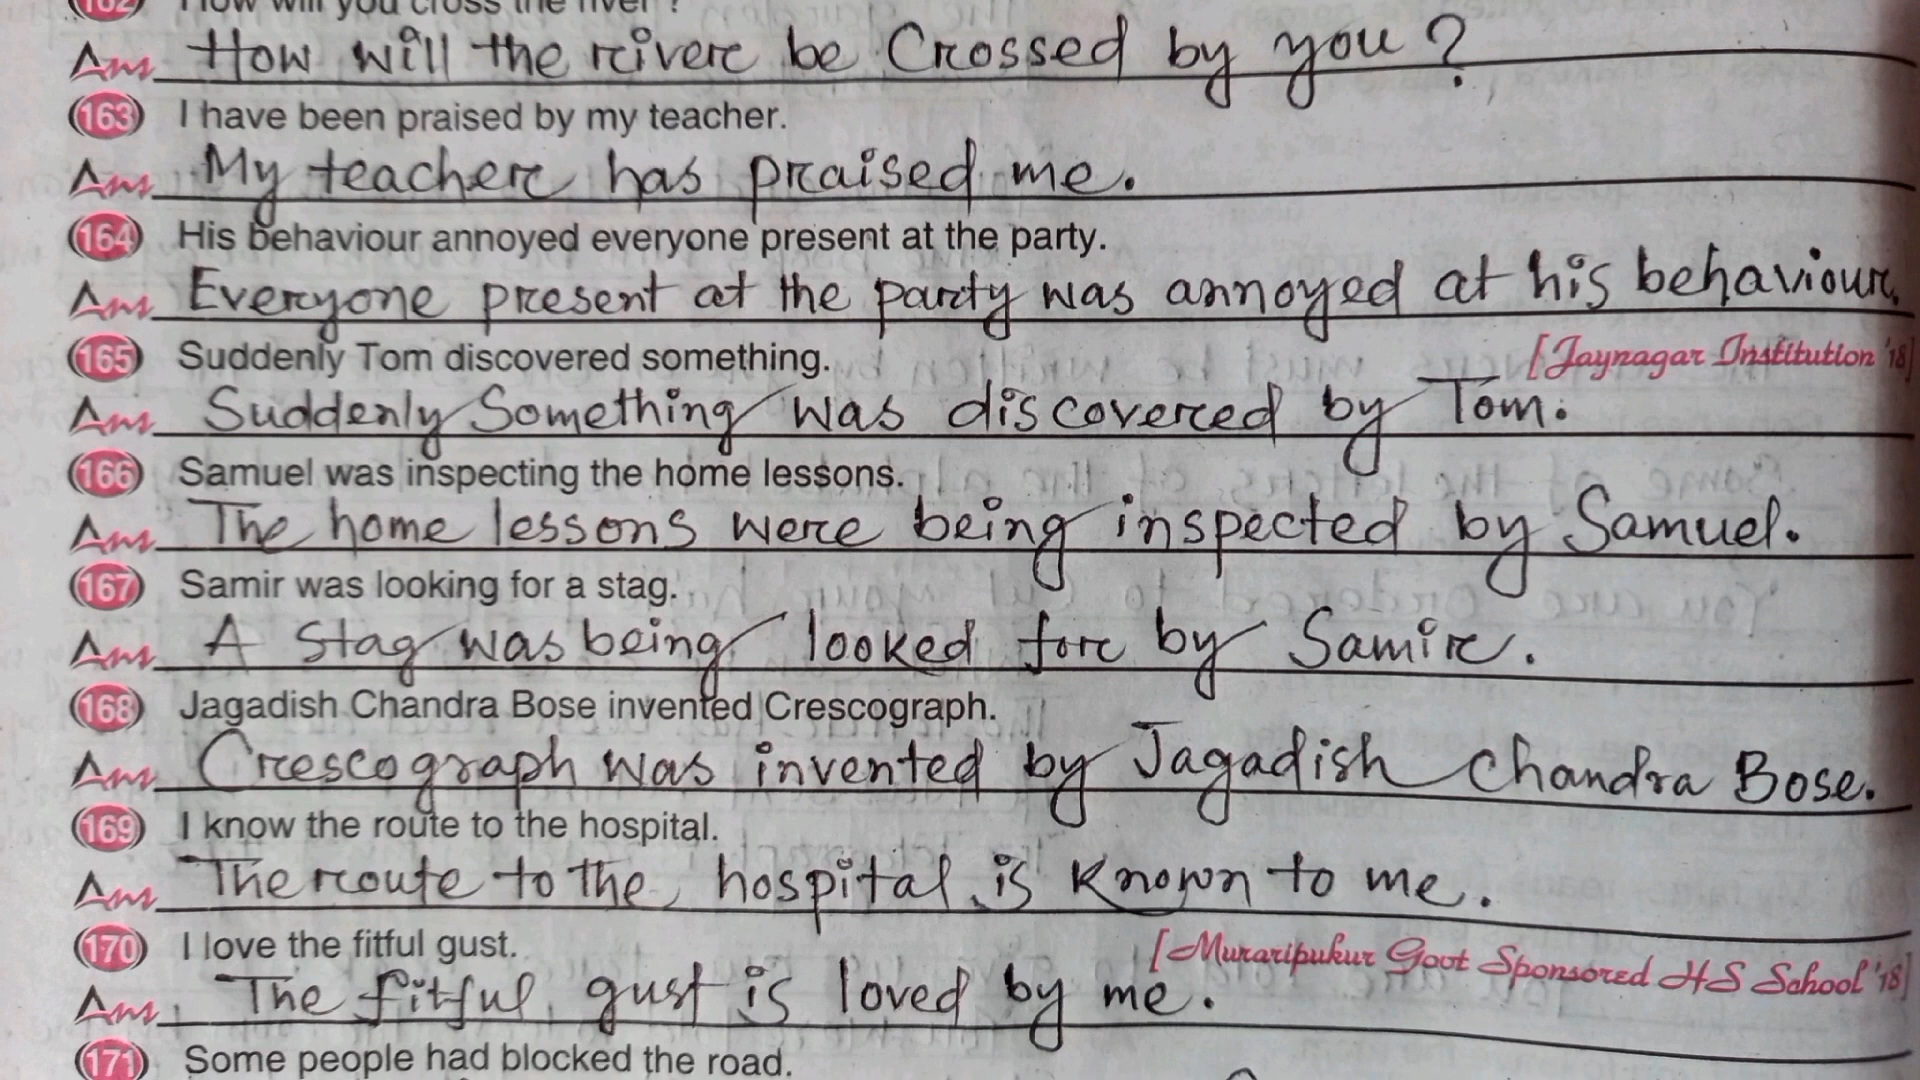 162 How will you cross the river ?
Ans How will the river be Crossed by you ?
163 I have been praised by my teacher.
Ans My teacher has praised me.
164 His behaviour annoyed everyone present at the party.
Ans Everyone present at the party was annoyed at his behaviour.
165 Suddenly Tom discovered something. [Jaynagar Institution '18]
Ans Suddenly Something was discovered by Tom.
166 Samuel was inspecting the home lessons.
Ans The home lessons were being inspected by Samuel.
167 Samir was looking for a stag.
Ans A Stag was being looked for by Samir.
168 Jagadish Chandra Bose invented Crescograph.
Ans Crescograph was invented by Jagadish Chandra Bose.
169 I know the route to the hospital.
Ans The route to the hospital is Known to me.
170 I love the fitful gust. [Muraripukur Govt Sponsored HS School '18]
Ans The fitful gust is loved by me.
171 Some people had blocked the road.